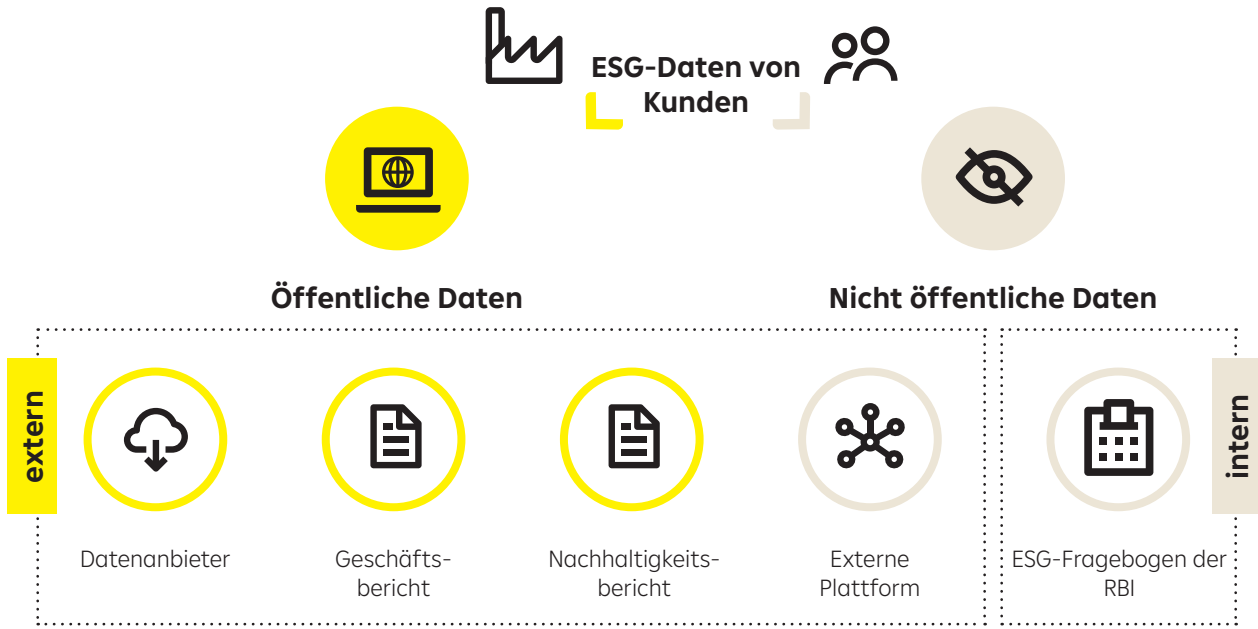 ESG-Daten von
Kunden
Öffentliche Daten
Nicht öffentliche Daten
extern
Datenanbieter
Geschäfts-
bericht
Nachhaltigkeits-
bericht
Externe
Plattform
ESG-Fragebogen der
RBI
intern